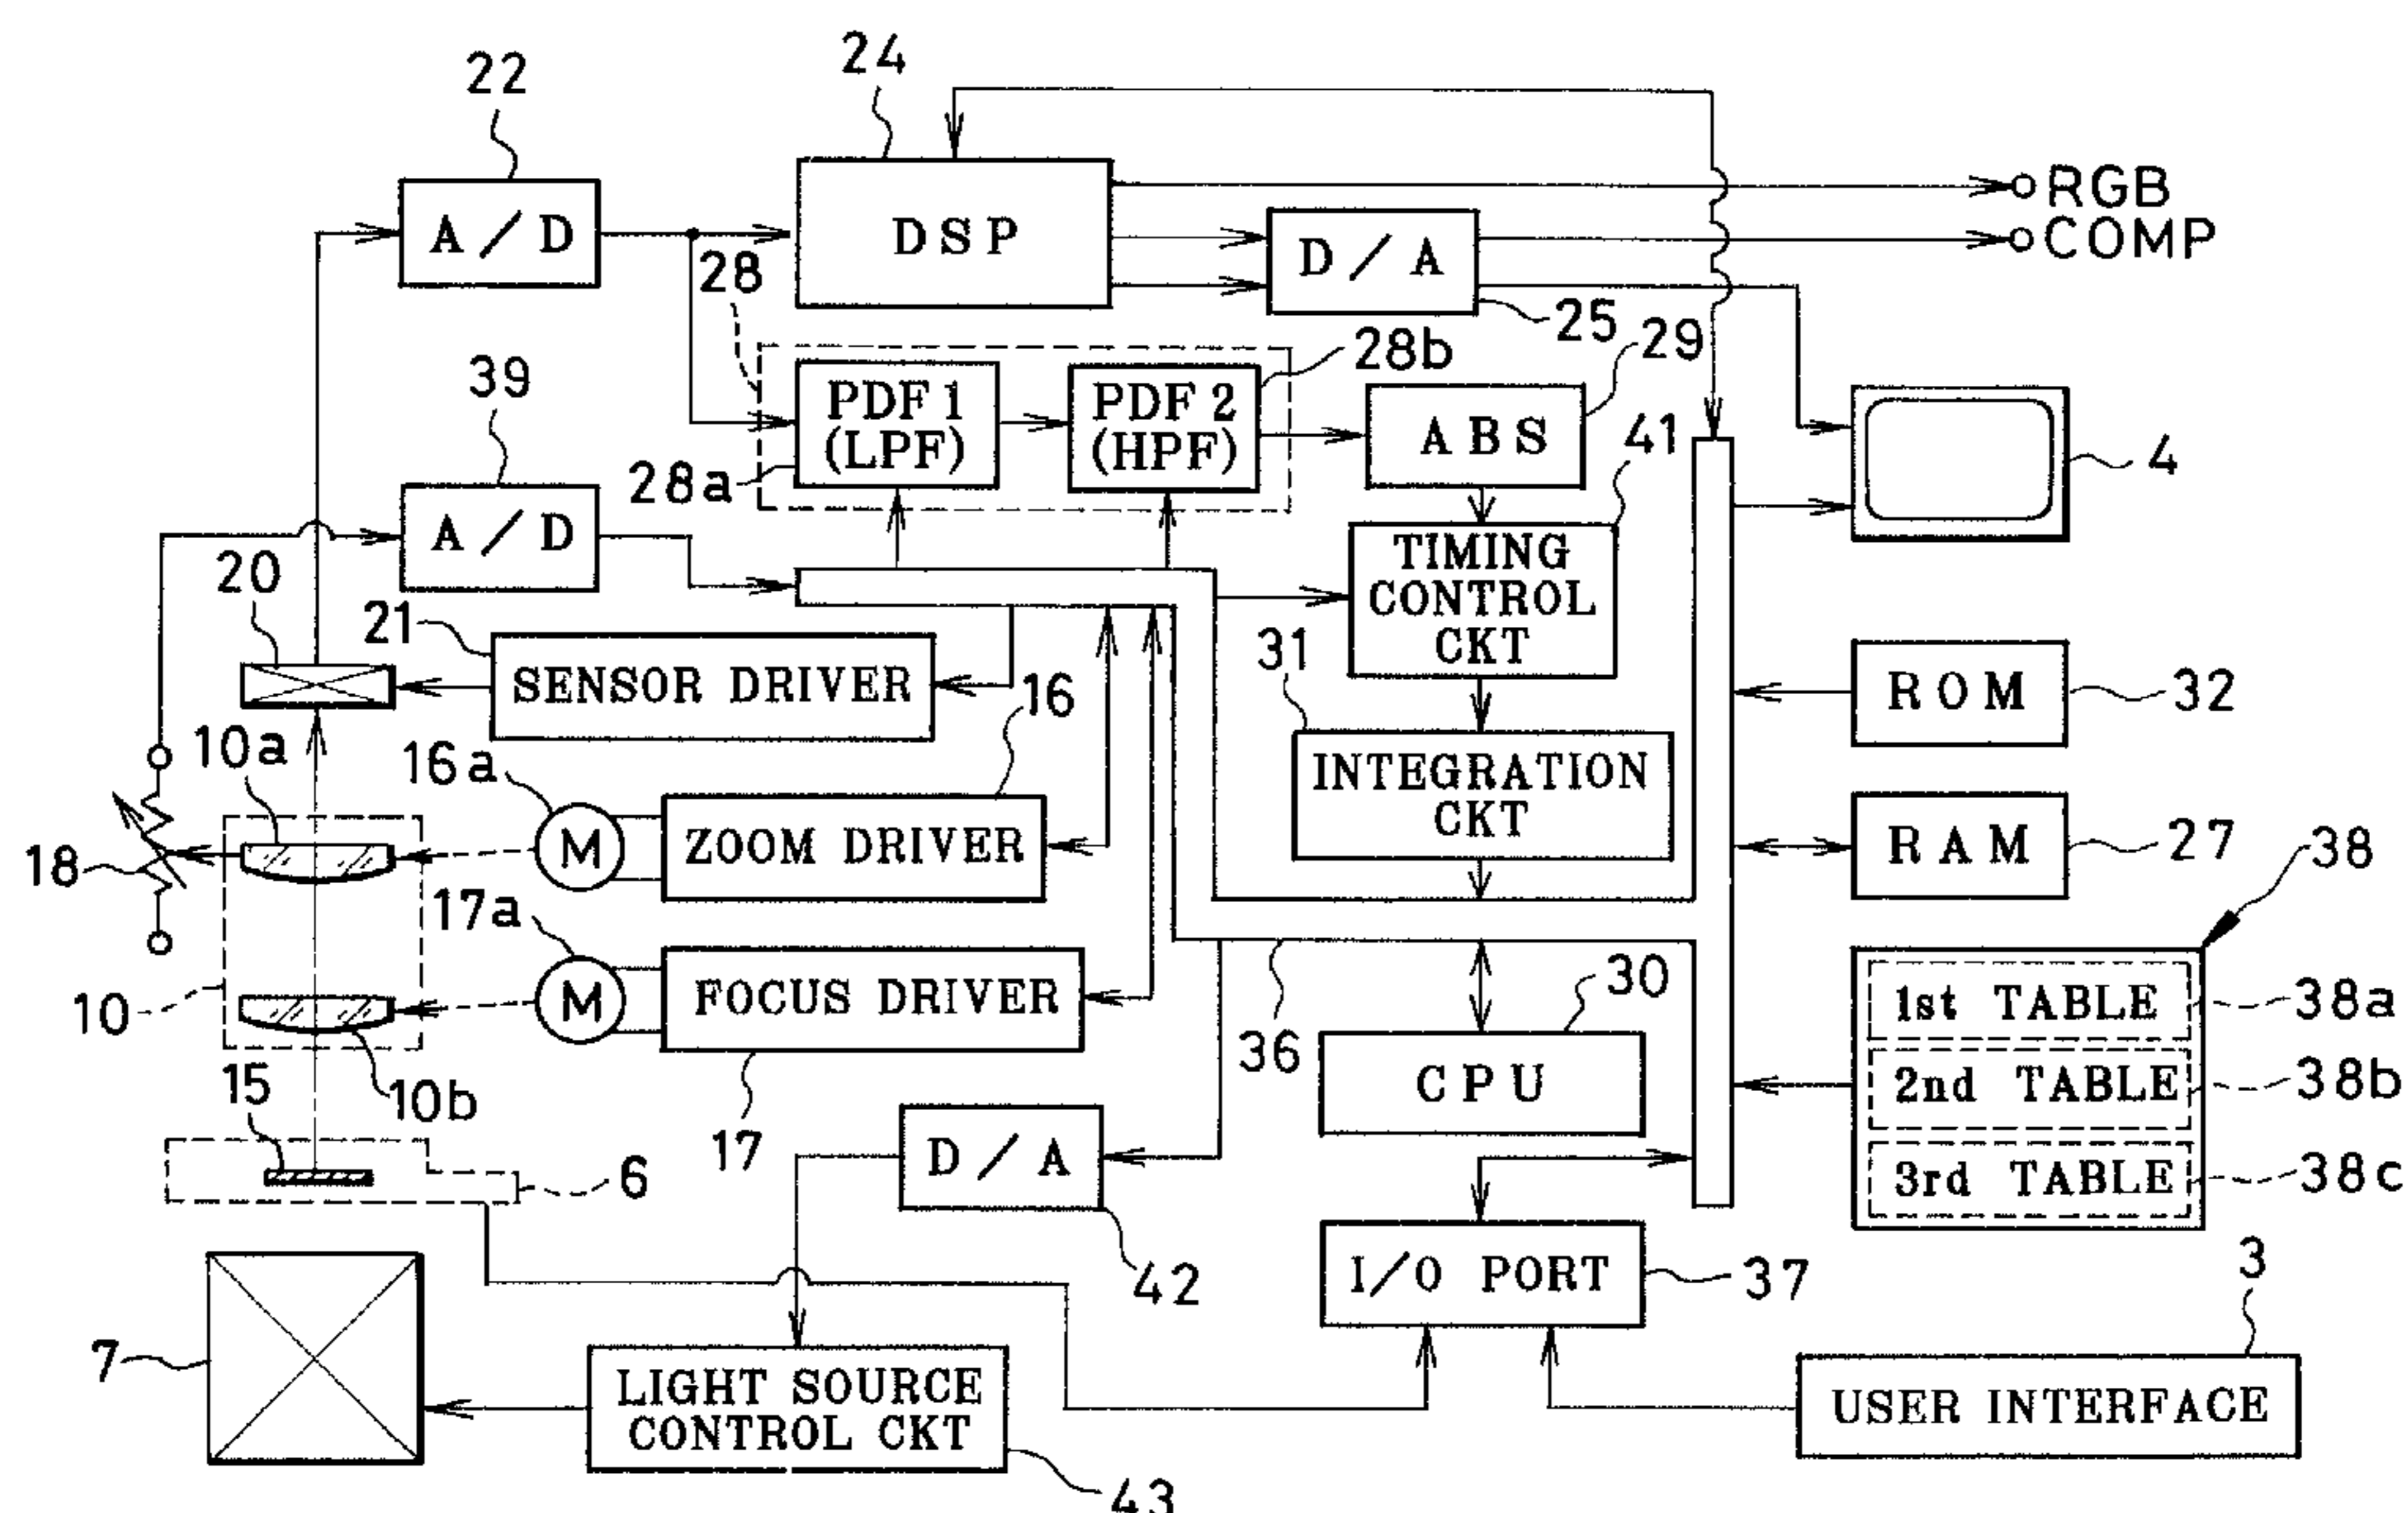 24
22
A/D
DSP
RGB
COMP
28
D/A
25
29
28b
39
PDF 1
(LPF)
PDF 2
(HPF)
ABS
41
28a
4
A/D
TIMING
CONTROL
CKT
20
21
SENSOR DRIVER
31
16
ROM
32
10a
16a
INTEGRATION
CKT
ZOOM DRIVER
M
RAM
27
38
18
17a
FOCUS DRIVER
M
30
1st TABLE
38a
10
36
CPU
2nd TABLE
38b
15
10b
17
D/A
3rd TABLE
38c
6
I/O PORT
37
42
3
7
LIGHT SOURCE
CONTROL CKT
USER INTERFACE
43